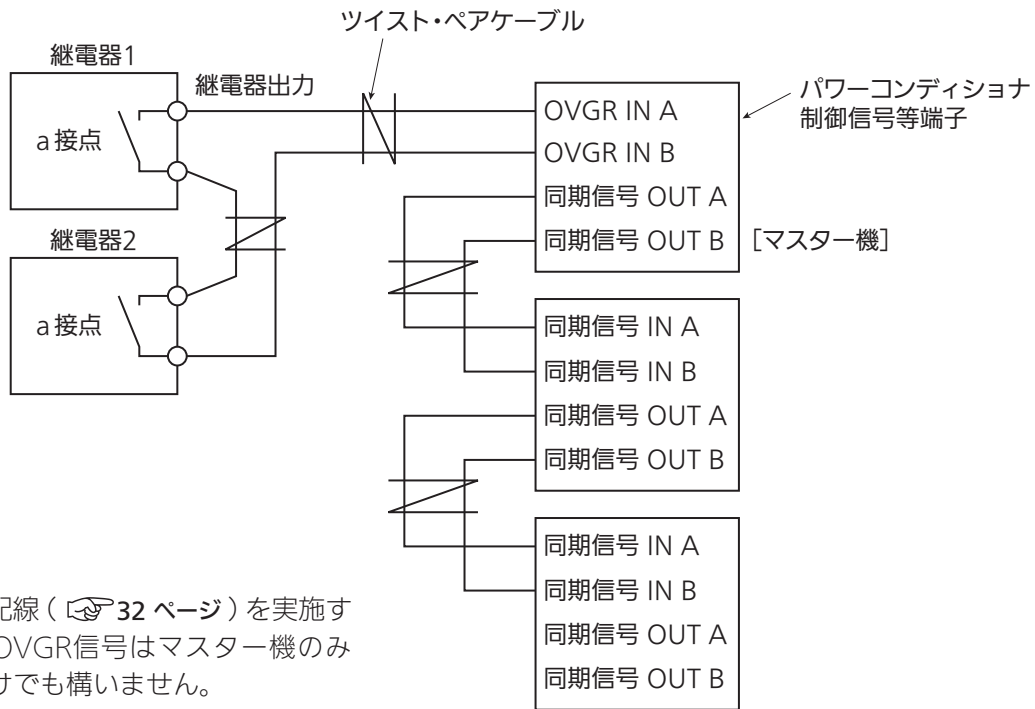 ツイスト・ペアケーブル
継電器1
継電器出力
a接点
継電器2
a接点
パワーコンディショナ
制御信号等端子
OVGR IN A
OVGR IN B
同期信号 OUT A
同期信号 OUT B
[マスター機]
同期信号 IN A
同期信号 IN B
同期信号 OUT A
同期信号 OUT B
同期信号 IN A
同期信号 IN B
同期信号 OUT A
同期信号 OUT B
配線(32 ページ)を実施す
OVGR信号はマスター機のみ
けでも構いません。